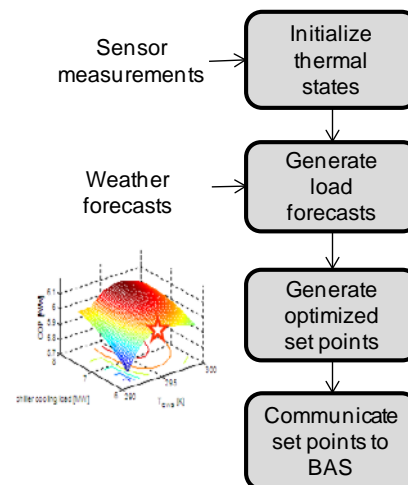 Sensor
measurements
Initialize
thermal
states
Weather
forecasts
Generate
load
forecasts
Generate
optimized
set points
COP
chiller cooling load [MW]
Communicate
set points to
BAS